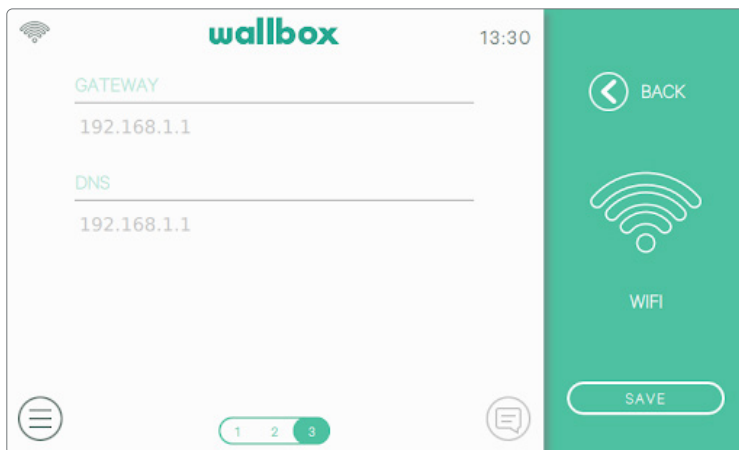 wallbox
13:30
GATEWAY
192.168.1.1
DNS
192.168.1.1
1 2 3
BACK
WIFI
SAVE